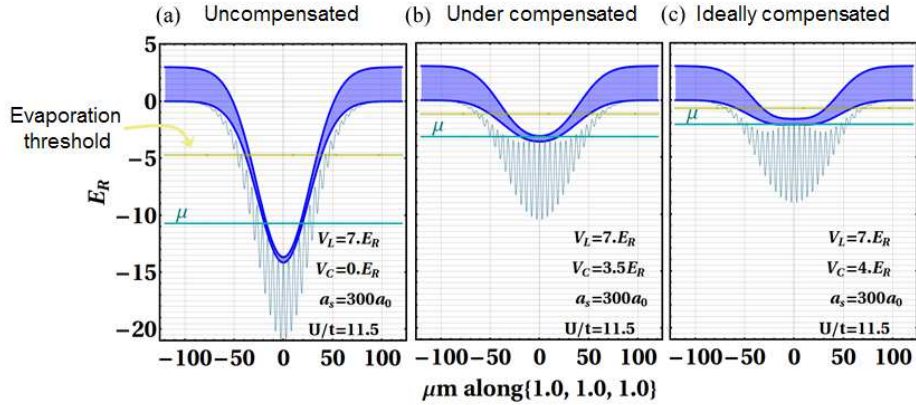 (a) Uncompensated
(b) Under compensated
(c) Ideally compensated
5
0
−5
−10
−15
−20
E_R
Evaporation
threshold
μ
V_L=7.E_R
V_C=0.E_R
a_s=300a_0
U/t=11.5
μ
V_L=7.E_R
V_C=3.5E_R
a_s=300a_0
U/t=11.5
μ
V_L=7.E_R
V_C=4.E_R
a_s=300a_0
U/t=11.5
−100 −50 0 50 100
−100 −50 0 50 100
−100 −50 0 50 100
μm along{1.0, 1.0, 1.0}